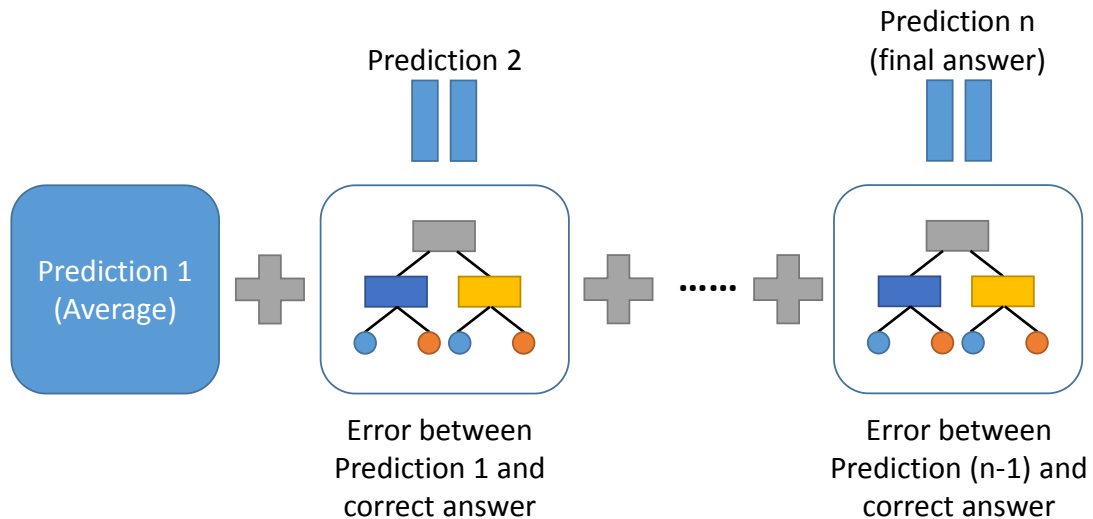 Prediction 2
Prediction n
(final answer)
Prediction 1
(Average)
......
Error between
Prediction 1 and
correct answer
Error between
Prediction (n-1) and
correct answer